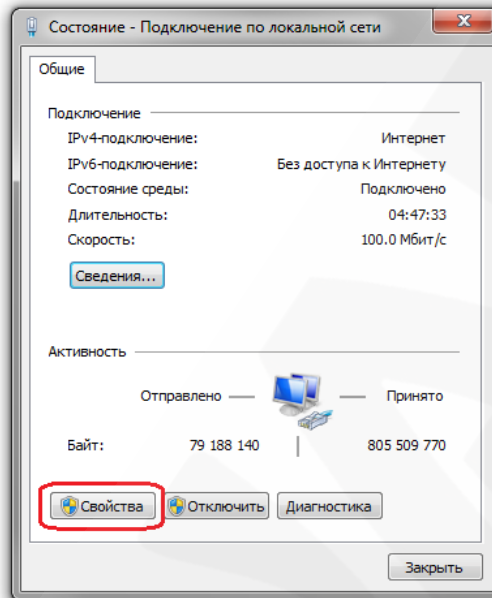 Состояние - Подключение по локальной сети
Общие
Подключение
IPv4-подключение: Интернет
IPv6-подключение: Без доступа к Интернету
Состояние среды: Подключено
Длительность: 04:47:33
Скорость: 100.0 Мбит/с
Сведения...
Активность
Отправлено — — Принято
Байт: 79 188 140 | 805 509 770
Свойства Отключить Диагностика
Закрыть